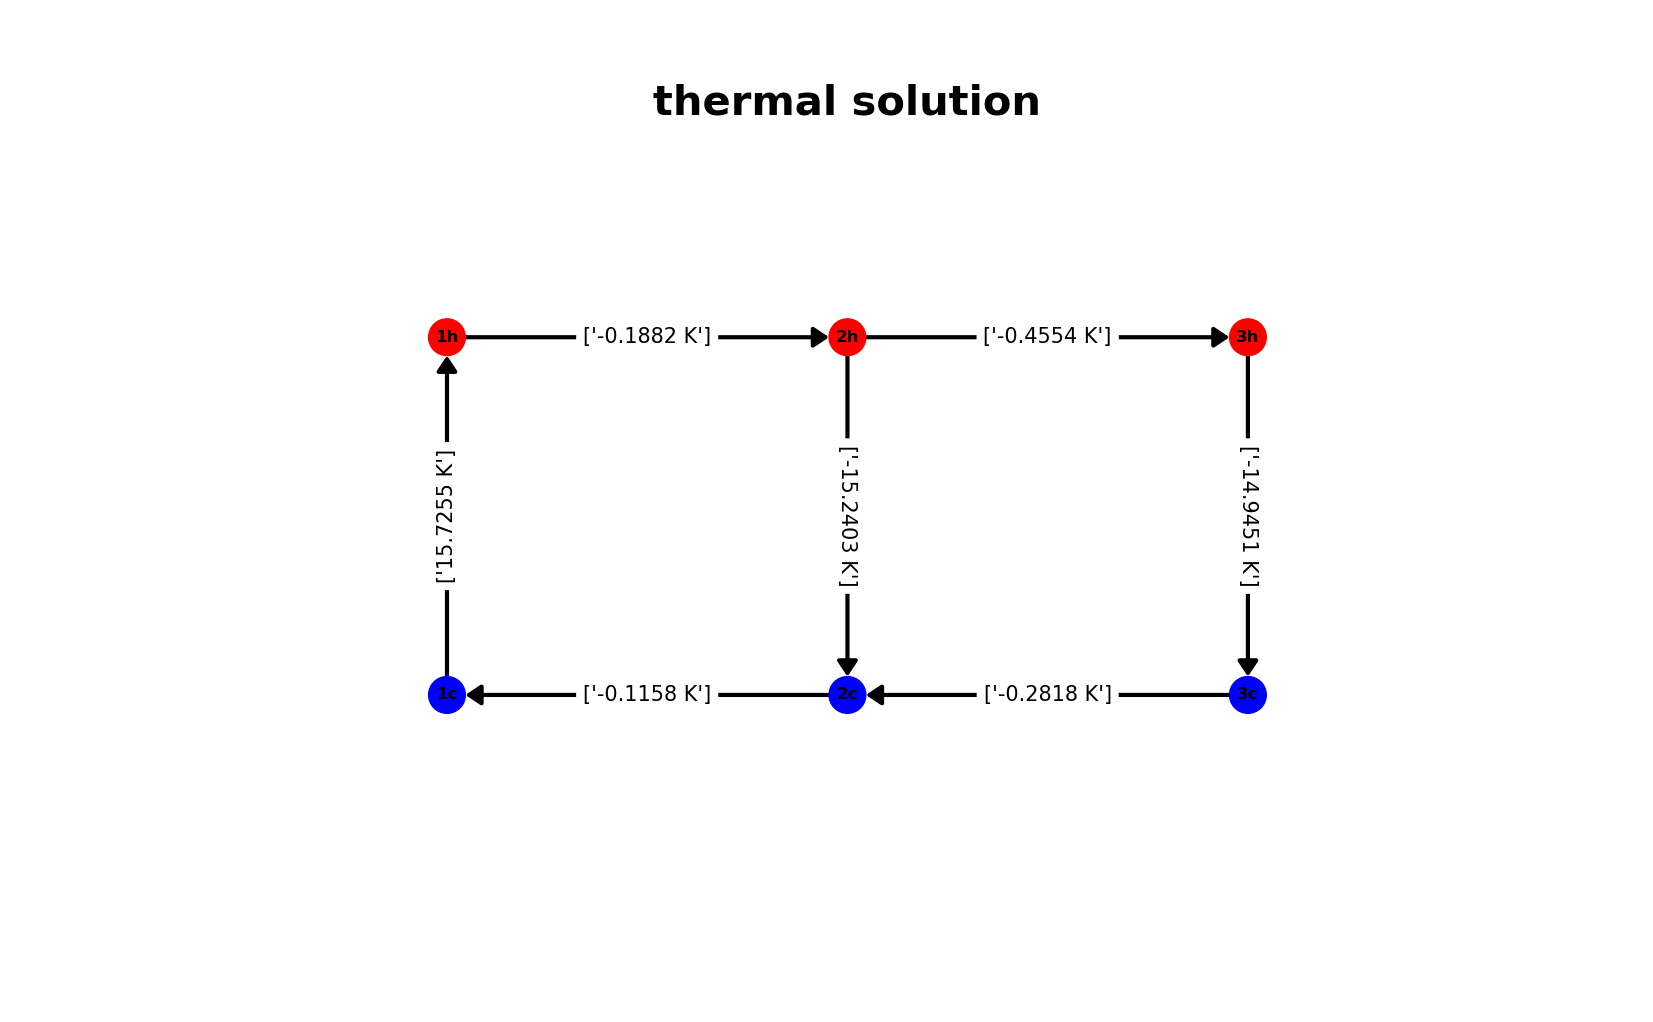 thermal solution
1h
['-0.1882 K']
2h
['-0.4554 K']
3h
['15.7255 K']
['-15.2403 K']
['-14.9451 K']
1c
['-0.1158 K']
2c
['-0.2818 K']
3c